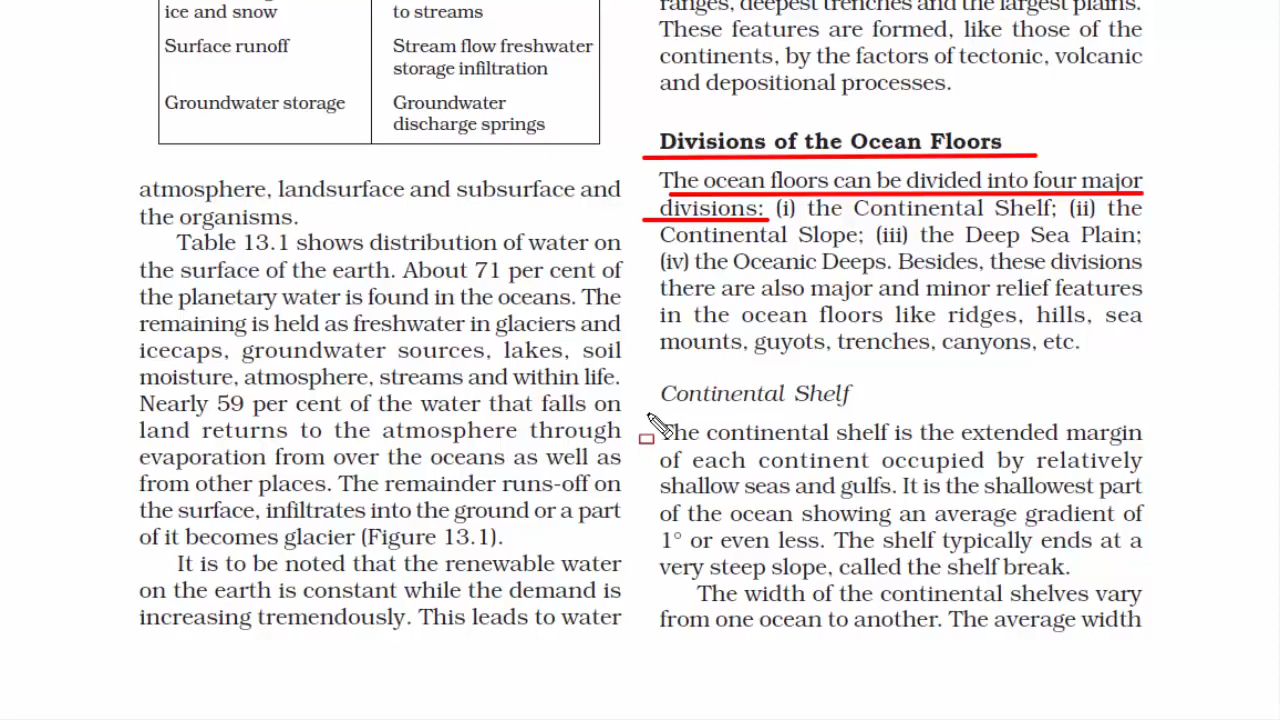 ice and snow
to streams
Surface runoff
Stream flow freshwater
storage infiltration
Groundwater storage
Groundwater
discharge springs
atmosphere, landsurface and subsurface and
the organisms.
Table 13.1 shows distribution of water on
the surface of the earth. About 71 per cent of
the planetary water is found in the oceans. The
remaining is held as freshwater in glaciers and
icecaps, groundwater sources, lakes, soil
moisture, atmosphere, streams and within life.
Nearly 59 per cent of the water that falls on
land returns to the atmosphere through
evaporation from over the oceans as well as
from other places. The remainder runs-off on
the surface, infiltrates into the ground or a part
of it becomes glacier (Figure 13.1).
It is to be noted that the renewable water
on the earth is constant while the demand is
increasing tremendously. This leads to water
ranges, deepest trenches and the largest plains.
These features are formed, like those of the
continents, by the factors of tectonic, volcanic
and depositional processes.
Divisions of the Ocean Floors
The ocean floors can be divided into four major
divisions: (i) the Continental Shelf; (ii) the
Continental Slope; (iii) the Deep Sea Plain;
(iv) the Oceanic Deeps. Besides, these divisions
there are also major and minor relief features
in the ocean floors like ridges, hills, sea
mounts, guyots, trenches, canyons, etc.
Continental Shelf
The continental shelf is the extended margin
of each continent occupied by relatively
shallow seas and gulfs. It is the shallowest part
of the ocean showing an average gradient of
1° or even less. The shelf typically ends at a
very steep slope, called the shelf break.
The width of the continental shelves vary
from one ocean to another. The average width